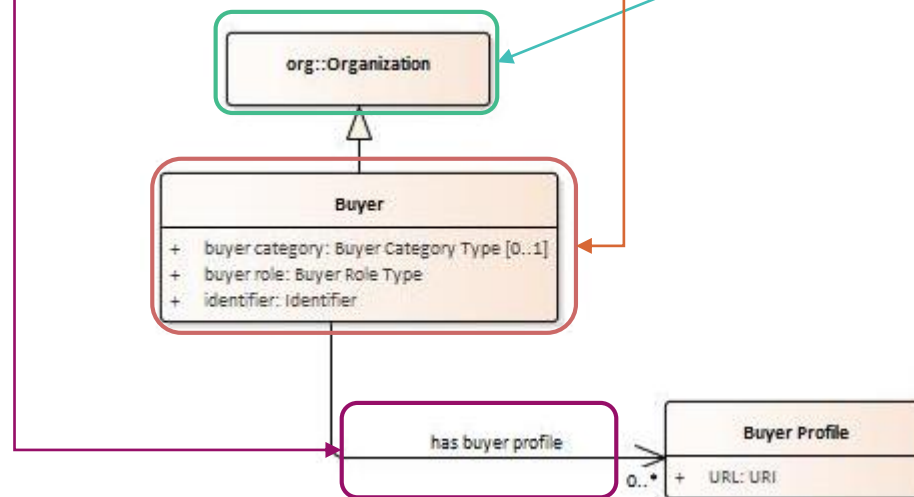 org::Organization
Buyer
+ buyer category: Buyer Category Type [0..1]
+ buyer role: Buyer Role Type
+ identifier: Identifier
has buyer profile
0..*
Buyer Profile
+ URL: URI